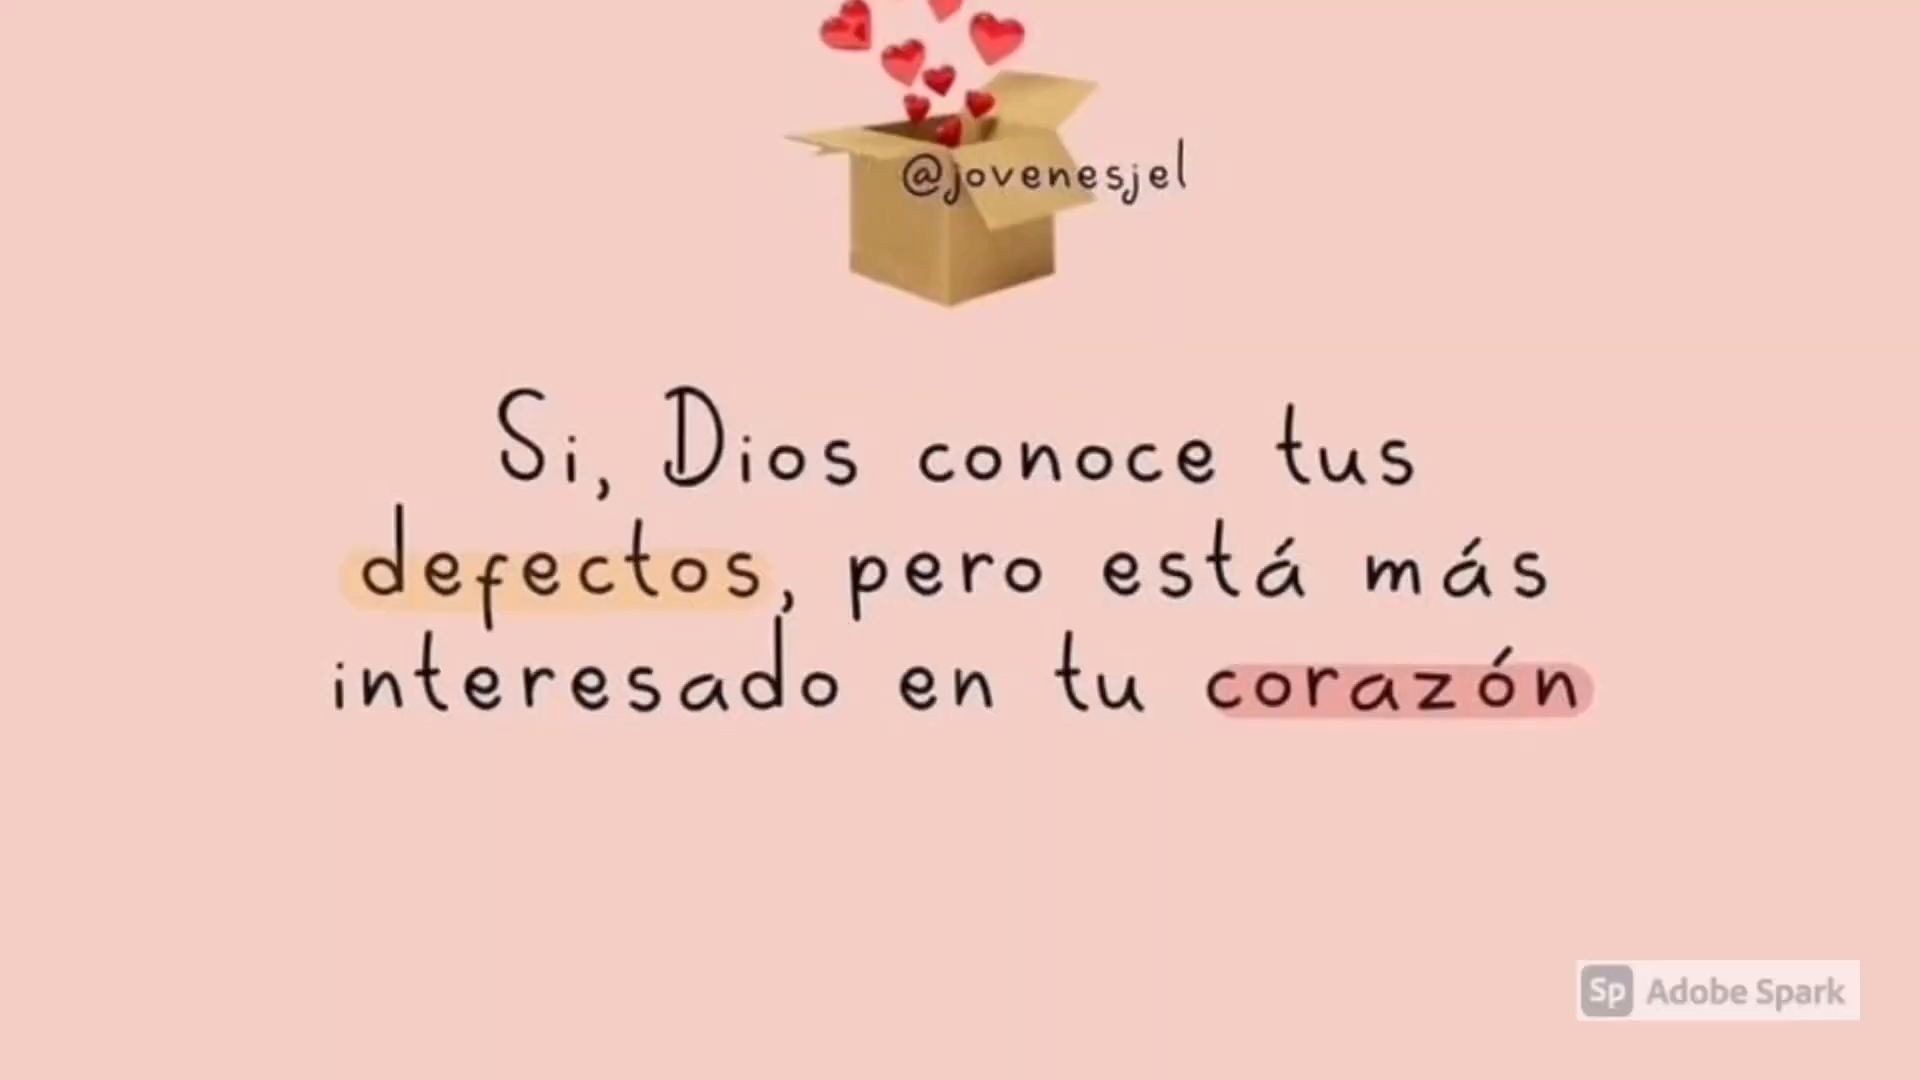 @jovenesjel
Si, Dios conoce tus
defectos, pero está más
interesado en tu corazón
Sp Adobe Spark